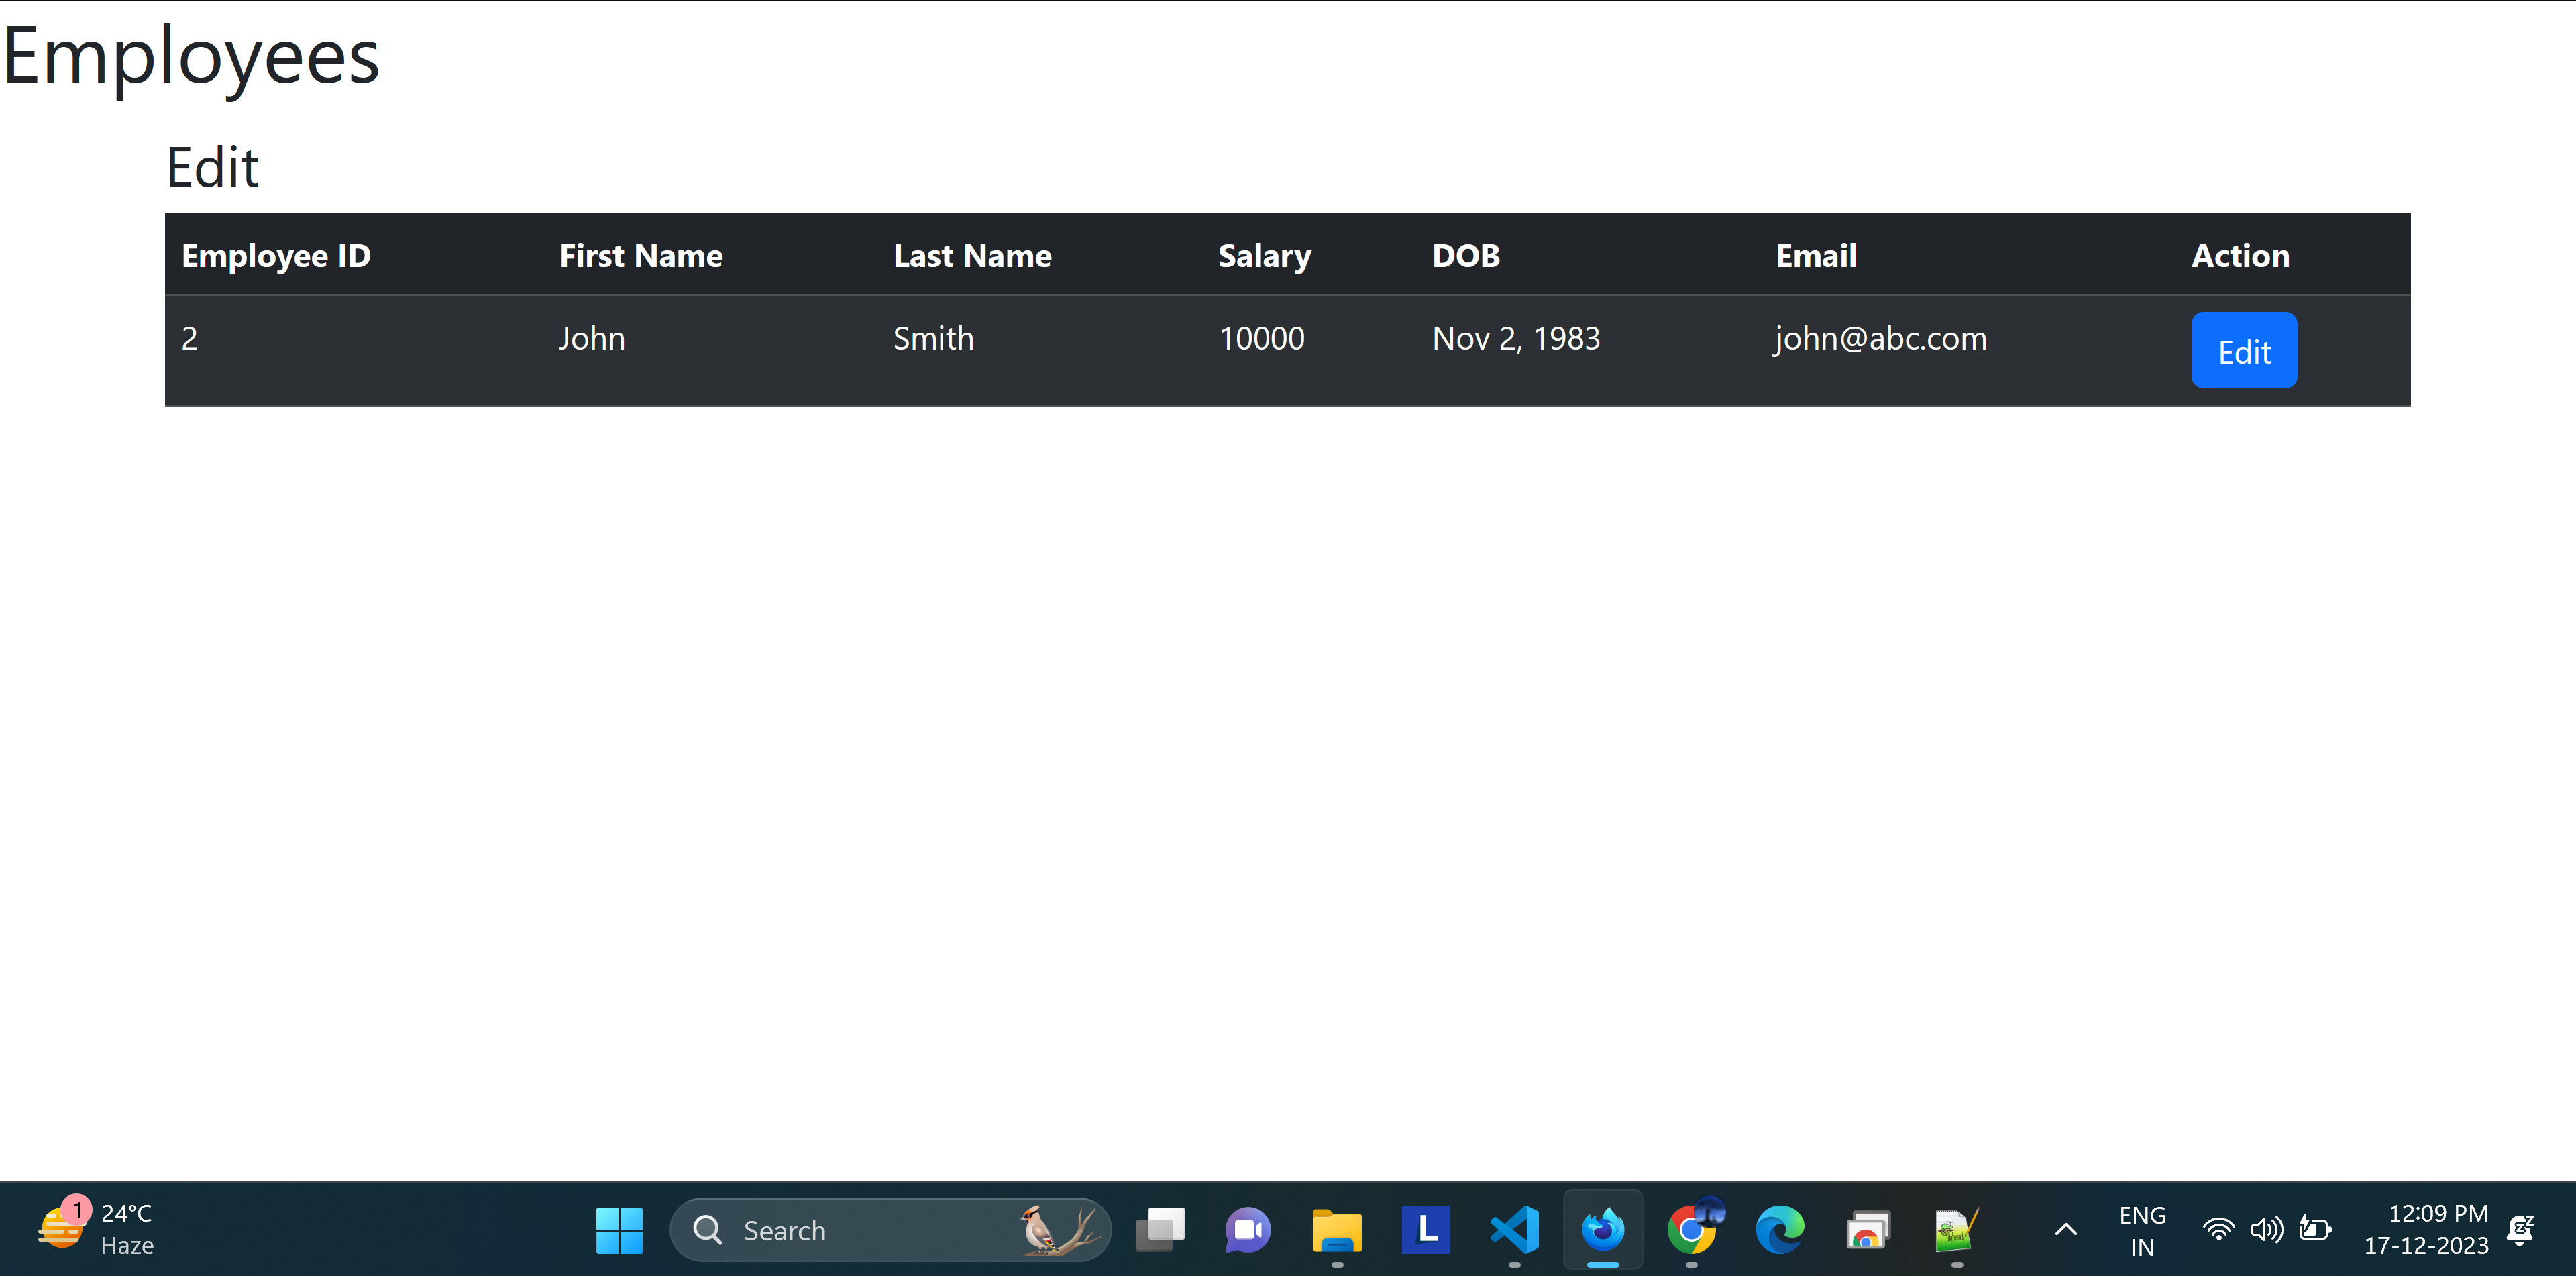 Employees
Edit
Employee ID First Name Last Name Salary DOB Email Action
2 John Smith 10000 Nov 2, 1983 john@abc.com Edit
1 24°C
Haze
Search
L
ENG
IN
12:09 PM
17-12-2023